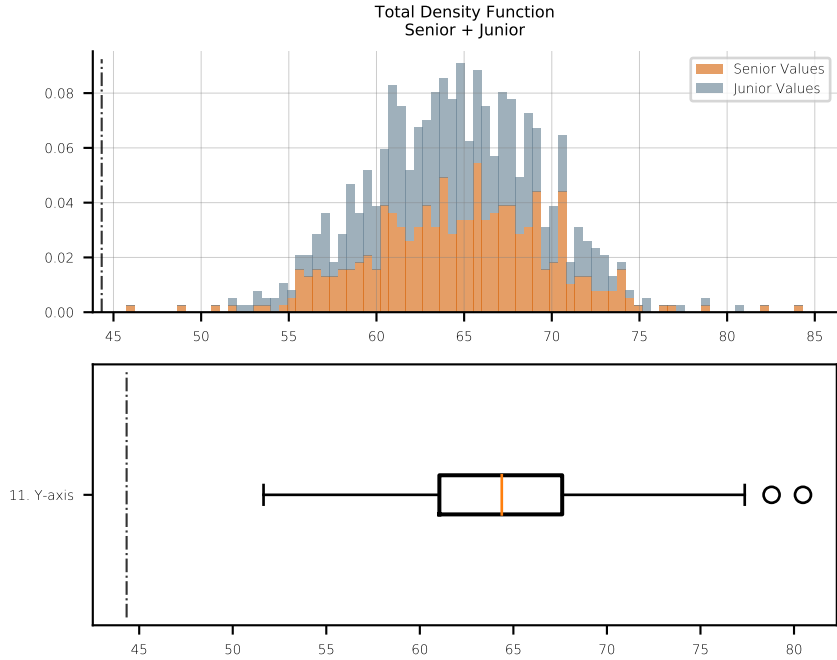 Total Density Function
Senior + Junior
Senior Values
Junior Values
0.08
0.06
0.04
0.02
0.00
45 50 55 60 65 70 75 80 85
11. Y-axis
45 50 55 60 65 70 75 80